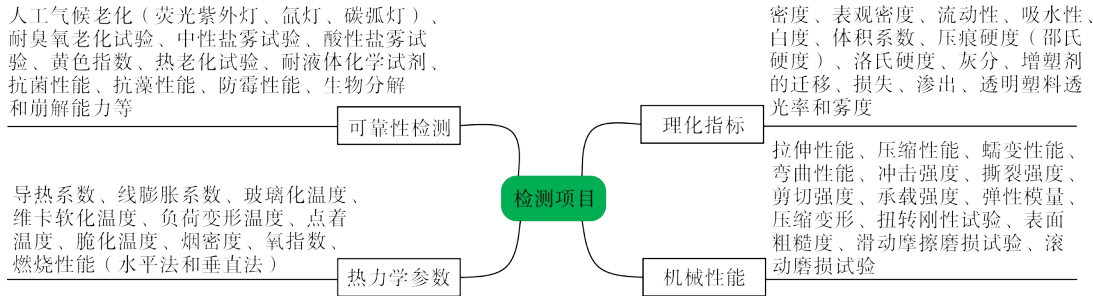 人工气候老化（荧光紫外灯、氙灯、碳弧灯）、
耐臭氧老化试验、中性盐雾试验、酸性盐雾试
验、黄色指数、热老化试验、耐液体化学试剂、
抗菌性能、抗藻性能、防霉性能、生物分解
和崩解能力等
可靠性检测
密度、表观密度、流动性、吸水性、
白度、体积系数、压痕硬度（邵氏
硬度）、洛氏硬度、灰分、增塑剂
的迁移、损失、渗出、透明塑料透
光率和雾度
理化指标
检测项目
导热系数、线膨胀系数、玻璃化温度、
维卡软化温度、负荷变形温度、点着
温度、脆化温度、烟密度、氧指数、
燃烧性能（水平法和垂直法）
热力学参数
拉伸性能、压缩性能、蠕变性能、
弯曲性能、冲击强度、撕裂强度、
剪切强度、承载强度、弹性模量、
压缩变形、扭转刚性试验、表面
粗糙度、滑动摩擦磨损试验、滚
动磨损试验
机械性能